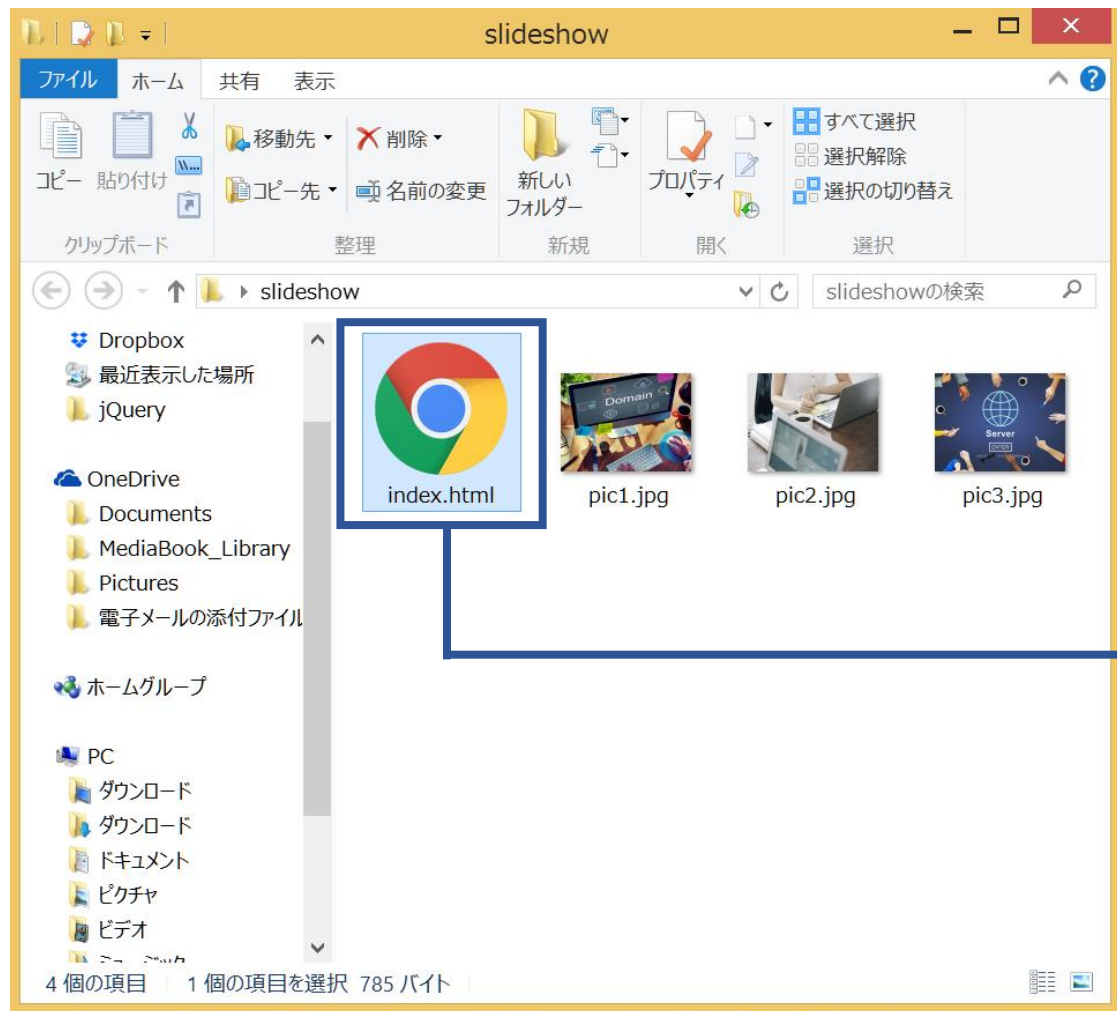 slideshow
ファイル ホーム 共有 表示
コピー 貼り付け 移動先 削除 新しい フォルダー プロパティ すべて選択
コピー先 名前の変更 選択解除
選択の切り替え
クリップボード 整理 新規 開く 選択
slideshow slideshowの検索
Dropbox
最近表示した場所
jQuery
OneDrive
Documents
MediaBook_Library
Pictures
電子メールの添付ファイル
ホームグループ
PC
ダウンロード
ダウンロード
ドキュメント
ピクチャ
ビデオ
Domain
Server
index.html pic1.jpg pic2.jpg pic3.jpg
4 個の項目 1 個の項目を選択 785 バイト